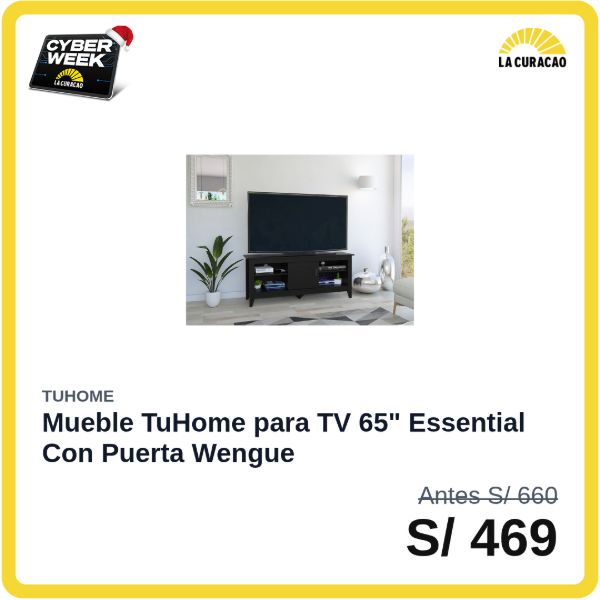 CYBER
WEEK
LA CURACAO
LA CURACAO
TUHOME
Mueble TuHome para TV 65" Essential
Con Puerta Wengue
Antes S/ 660
S/ 469